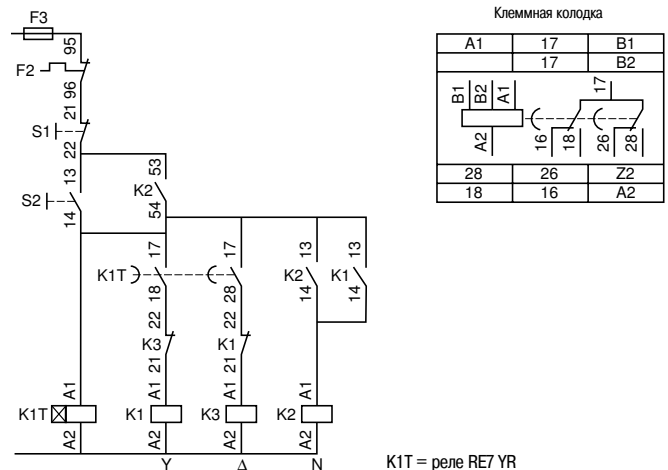 F3
95
F2
96
21
S1
22
13
S2
14
53
K2
54
17
17
13
13
K1T
K2
K1
18
28
14
14
22
22
K3
K1
21
21
A1
A1
A1
A1
K1T
K1
K3
K2
A2
A2
A2
A2
Y
Δ
N
Клеммная колодка
A1 17 B1
17 B2
B1
B2
A1
17
A2
16
18
26
28
28 26 Z2
18 16 A2
K1T = реле RE7 YR